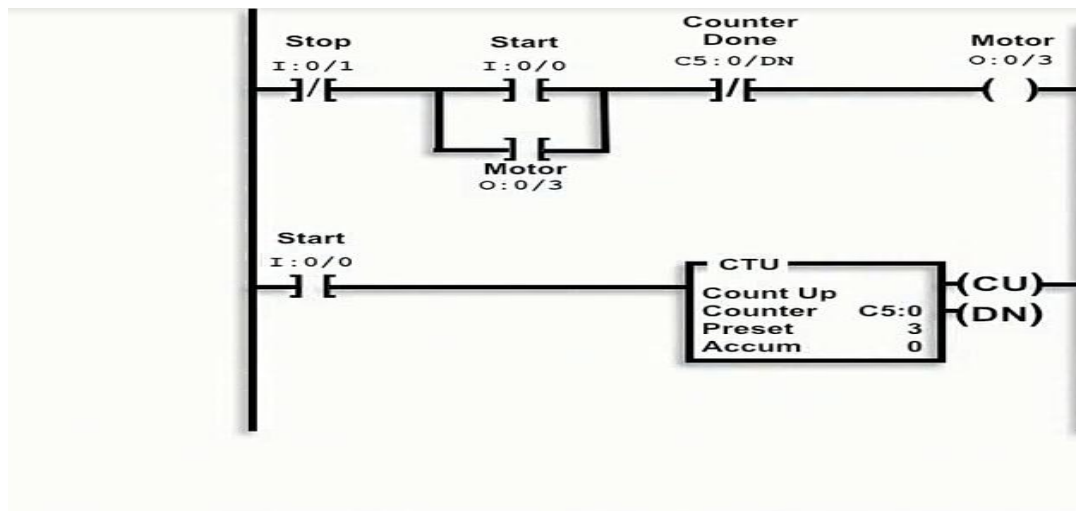 Counter
Done
Stop
Start
Motor
I:0/1
I:0/0
C5:0/DN
O:0/3
Motor
O:0/3
Start
I:0/0
CTU
Count Up
Counter C5:0
Preset 3
Accum 0
(CU)
(DN)